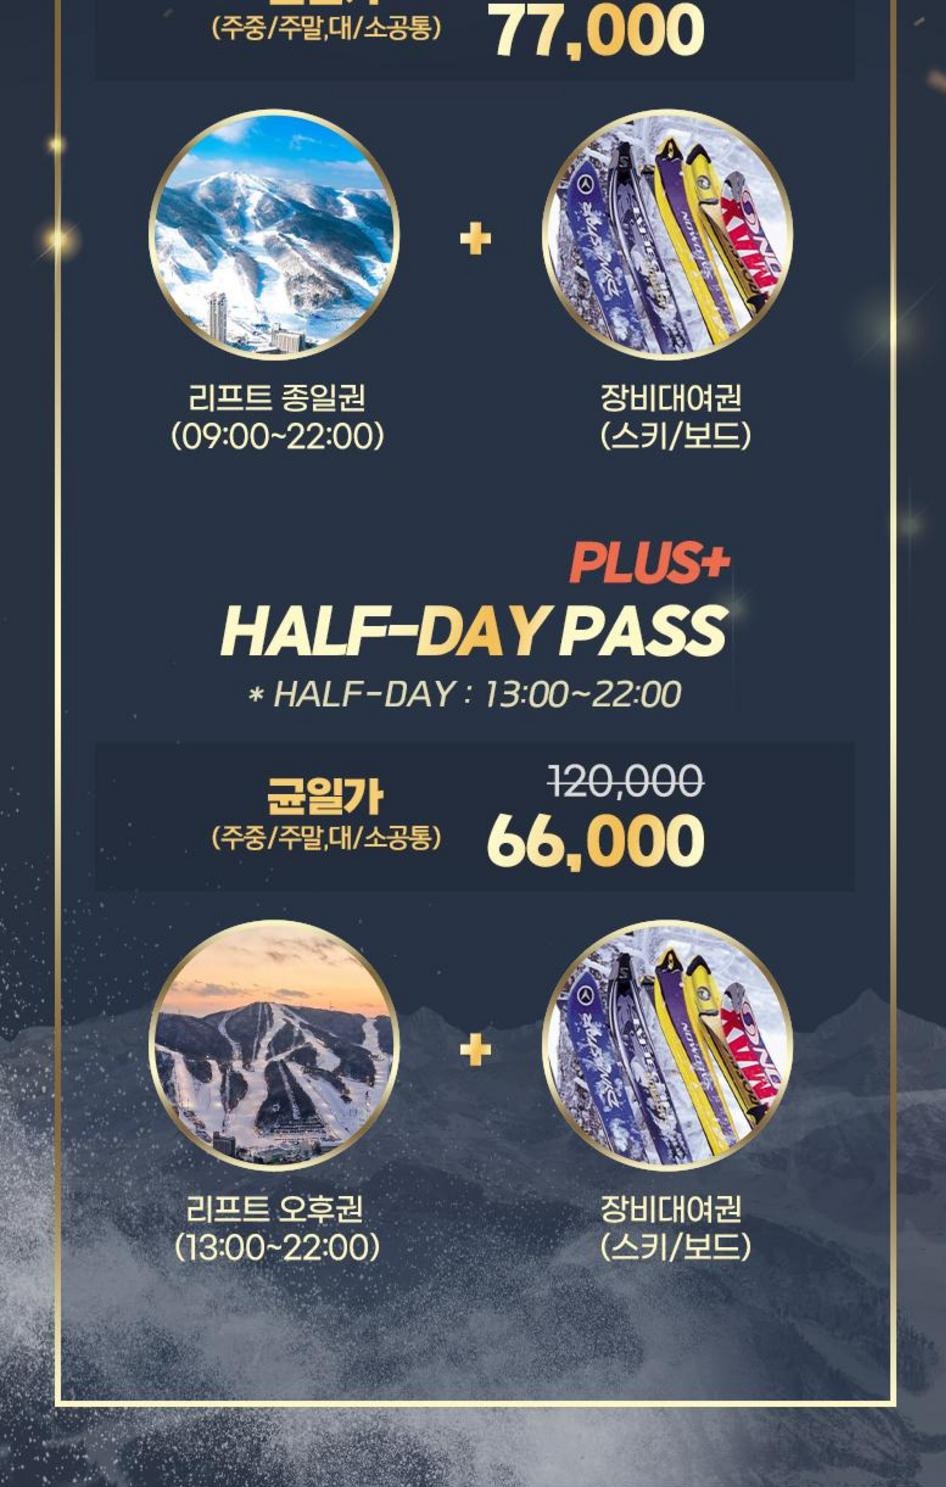 (주중/주말,대/소공통)
77,000
리프트 종일권
(09:00~22:00)
장비대여권
(스키/보드)
PLUS+
HALF-DAY PASS
* HALF-DAY : 13:00~22:00
균일가
(주중/주말,대/소공통)
120,000
66,000
리프트 오후권
(13:00~22:00)
장비대여권
(스키/보드)